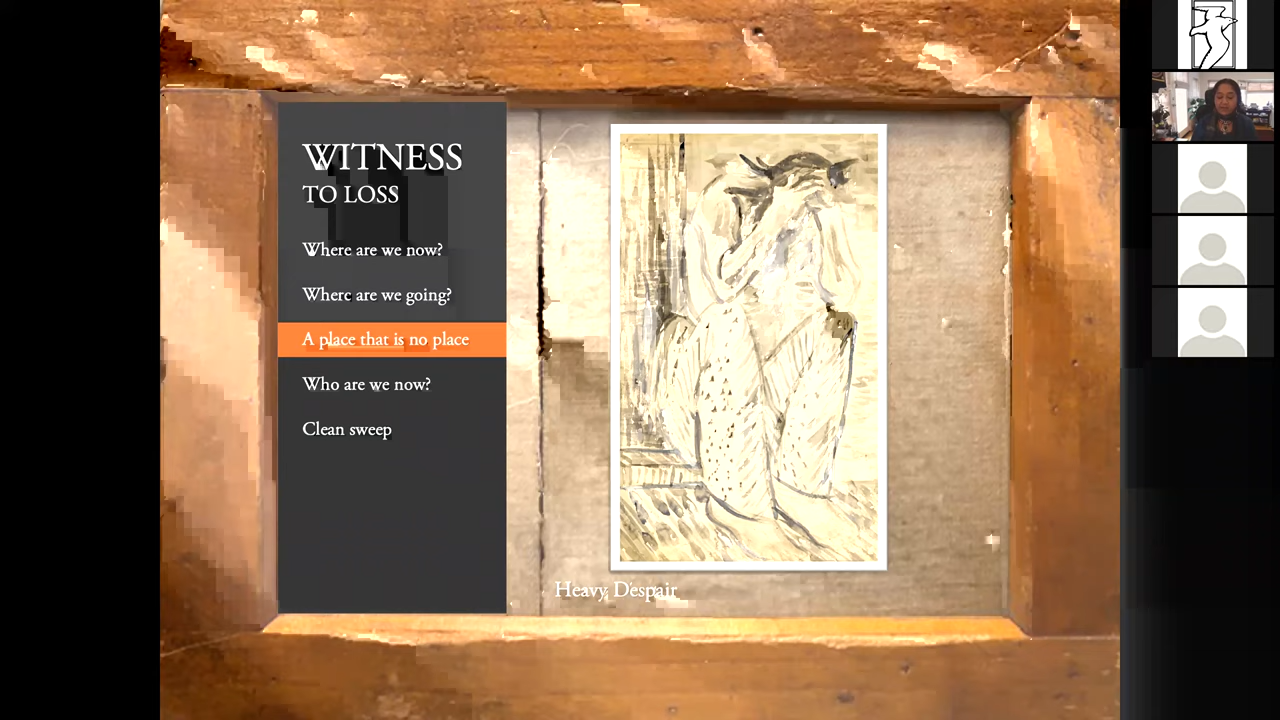 WITNESS
TO LOSS
Where are we now?
Where are we going?
A place that is no place
Who are we now?
Clean sweep
Heavy Despair